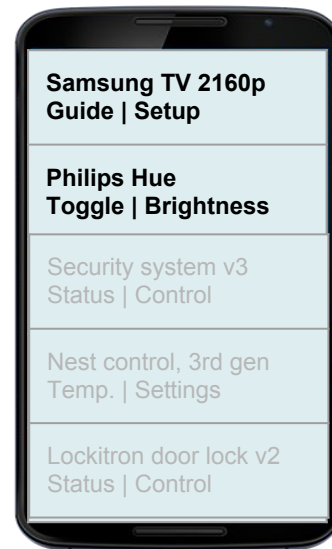 Samsung TV 2160p
Guide | Setup
Philips Hue
Toggle | Brightness
Security system v3
Status | Control
Nest control, 3rd gen
Temp. | Settings
Lockitron door lock v2
Status | Control